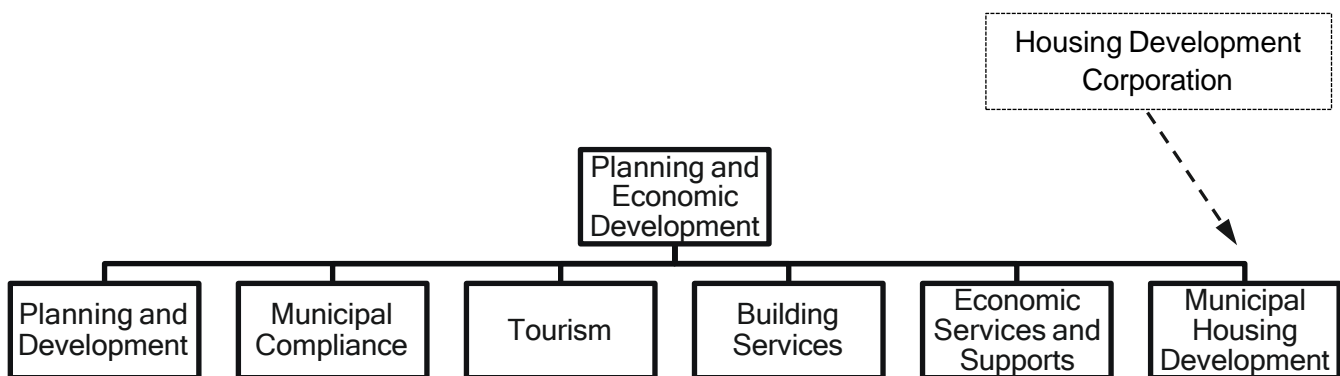 Housing Development
Corporation
Planning and
Economic
Development
Planning and
Development
Municipal
Compliance
Tourism
Building
Services
Economic
Services and
Supports
Municipal
Housing
Development